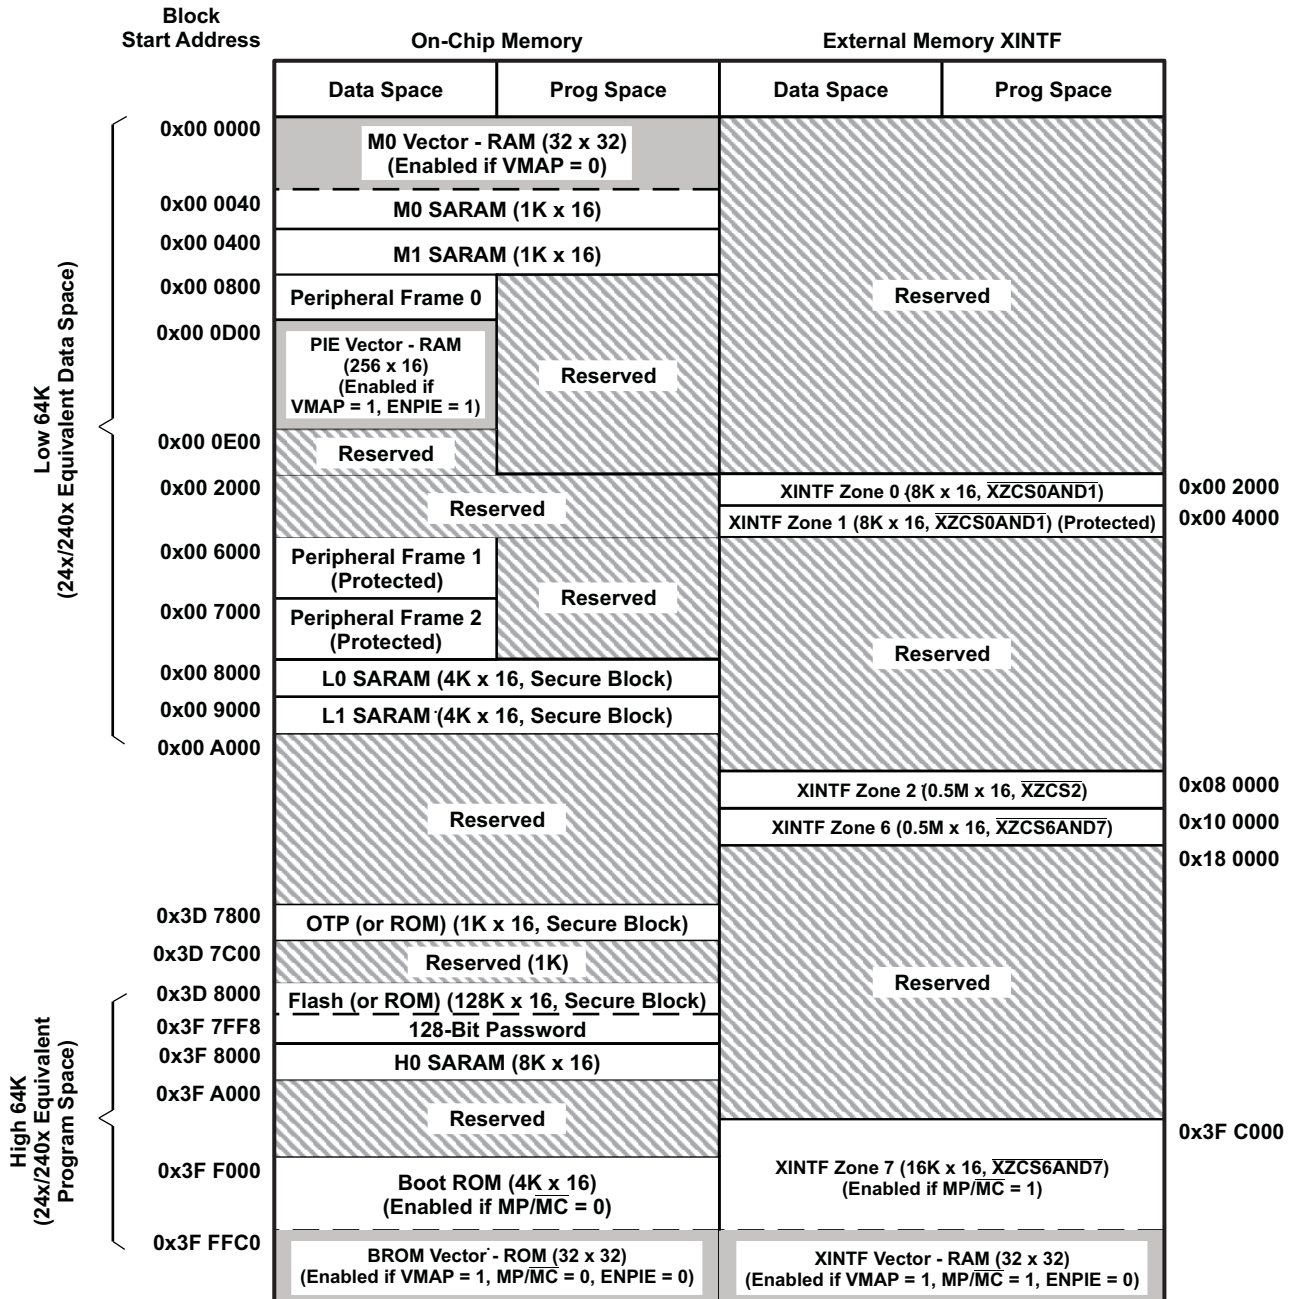 Block
Start Address
On-Chip Memory
External Memory XINTF
Data Space
Prog Space
Data Space
Prog Space
Low 64K
(24x/240x Equivalent Data Space)
0x00 0000
M0 Vector - RAM (32 x 32)
(Enabled if VMAP = 0)
0x00 0040
M0 SARAM (1K x 16)
0x00 0400
M1 SARAM (1K x 16)
0x00 0800
Peripheral Frame 0
Reserved
0x00 0D00
PIE Vector - RAM
(256 x 16)
(Enabled if
VMAP = 1, ENPIE = 1)
Reserved
0x00 0E00
Reserved
0x00 2000
Reserved
XINTF Zone 0 (8K x 16, XZCS0AND1)
0x00 2000
XINTF Zone 1 (8K x 16, XZCS0AND1) (Protected)
0x00 4000
0x00 6000
Peripheral Frame 1
(Protected)
Reserved
0x00 7000
Peripheral Frame 2
(Protected)
Reserved
0x00 8000
L0 SARAM (4K x 16, Secure Block)
0x00 9000
L1 SARAM (4K x 16, Secure Block)
0x00 A000
Reserved
XINTF Zone 2 (0.5M x 16, XZCS2)
0x08 0000
XINTF Zone 6 (0.5M x 16, XZCS6AND7)
0x10 0000
0x18 0000
0x3D 7800
OTP (or ROM) (1K x 16, Secure Block)
0x3D 7C00
Reserved (1K)
Reserved
High 64K
(24x/240x Equivalent
Program Space)
0x3D 8000
Flash (or ROM) (128K x 16, Secure Block)
0x3F 7FF8
128-Bit Password
0x3F 8000
H0 SARAM (8K x 16)
0x3F A000
Reserved
0x3F C000
0x3F F000
Boot ROM (4K x 16)
(Enabled if MP/MC = 0)
XINTF Zone 7 (16K x 16, XZCS6AND7)
(Enabled if MP/MC = 1)
0x3F FFC0
BROM Vector - ROM (32 x 32)
(Enabled if VMAP = 1, MP/MC = 0, ENPIE = 0)
XINTF Vector - RAM (32 x 32)
(Enabled if VMAP = 1, MP/MC = 1, ENPIE = 0)